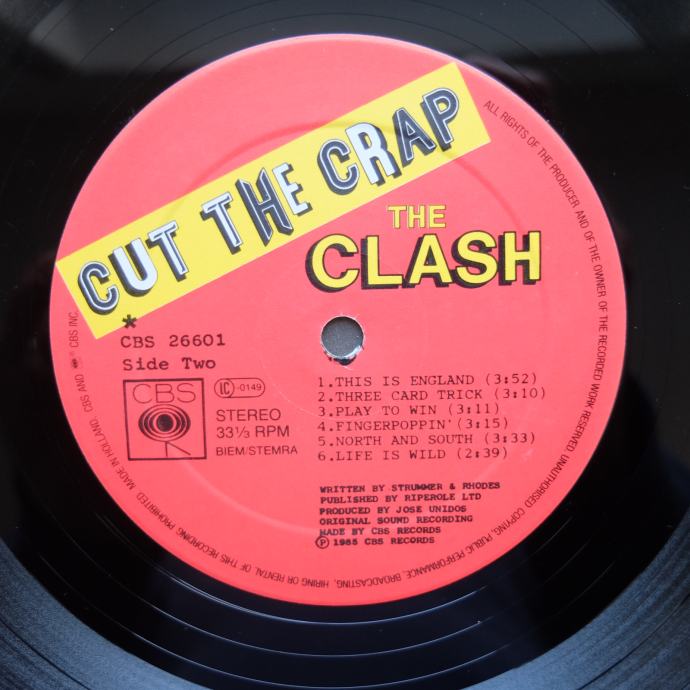 CUT THE CRAP
THE
CLASH
*
CBS 26601
Side Two
CBS
IC -0149
STEREO
33⅓ RPM
BIEM/STEMRA
1.THIS IS ENGLAND (3:52)
2.THREE CARD TRICK (3:10)
3.PLAY TO WIN (3:11)
4.FINGERPOPPIN' (3:15)
5.NORTH AND SOUTH (3:33)
6.LIFE IS WILD (2:39)
WRITTEN BY STRUMMER & RHODES
PUBLISHED BY RIPEROLE LTD
PRODUCED BY JOSE UNIDOS
ORIGINAL SOUND RECORDING
MADE BY CBS RECORDS
℗ 1985 CBS RECORDS
ALL RIGHTS OF THE PRODUCER AND OF THE OWNER OF THE RECORDED WORK RESERVED. UNAUTHORISED COPYING, PUBLIC PERFORMANCE, BROADCASTING, HIRING OR RENTAL OF THIS RECORDING PROHIBITED. MADE IN HOLLAND. CBS AND ® CBS INC.